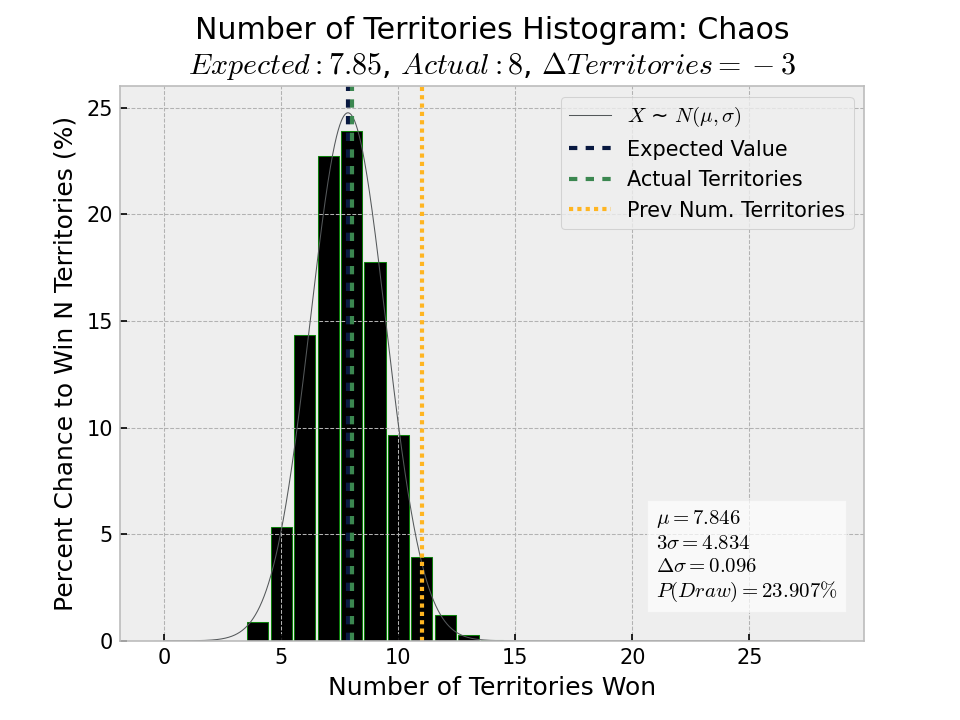 Number of Territories Histogram: Chaos
Expected : 7.85, Actual : 8, ΔTerritories = − 3
Percent Chance to Win N Territories (%)
25
20
15
10
5
0
X ~ N(μ, σ)
Expected Value
Actual Territories
Prev Num. Territories
μ = 7.846
3σ = 4.834
Δσ = 0.096
P(Draw) = 23.907%
0 5 10 15 20 25
Number of Territories Won